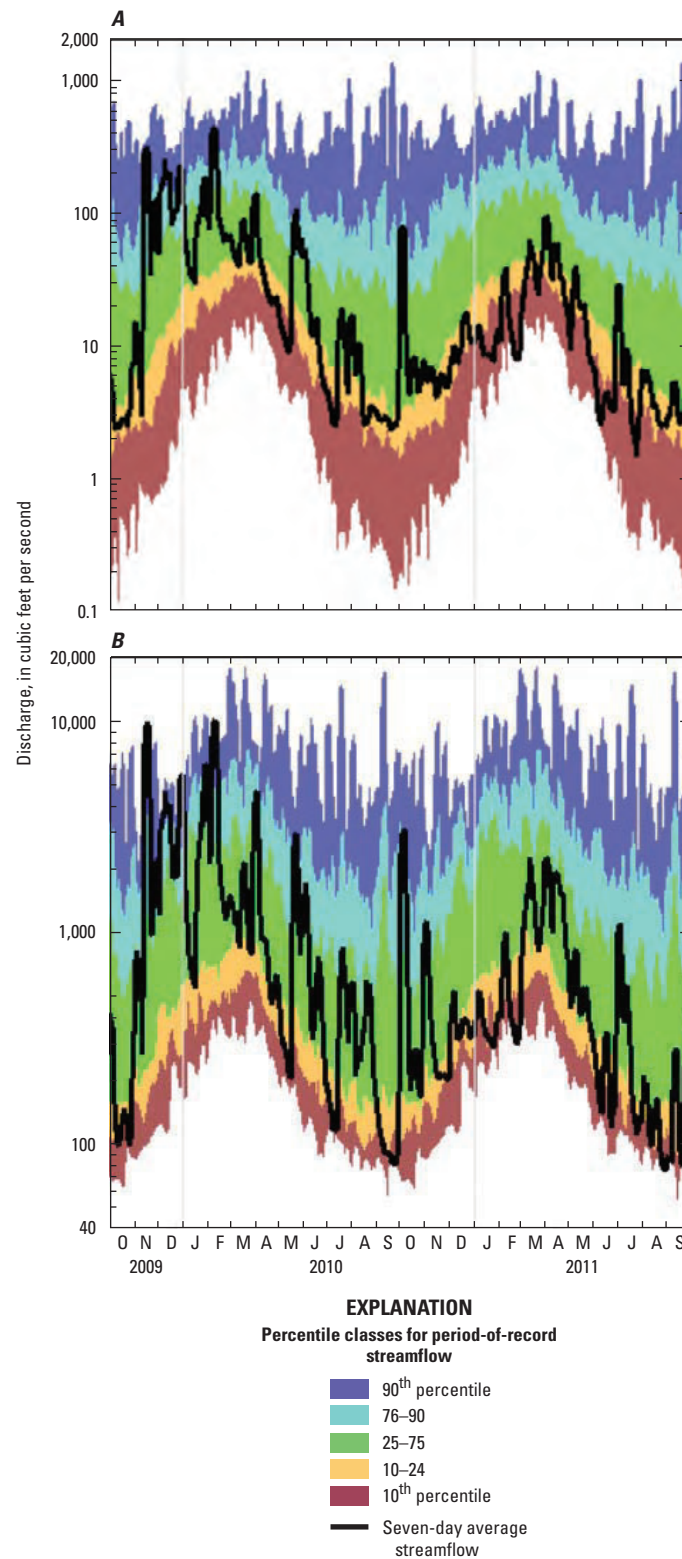 A
2,000
1,000
100
10
1
0.1
Discharge, in cubic feet per second
B
20,000
10,000
1,000
100
40
O N D J F M A M J J A S O N D J F M A M J J A S
2009 2010 2011
EXPLANATION
Percentile classes for period-of-record
streamflow
90th percentile
76–90
25–75
10–24
10th percentile
Seven-day average
streamflow